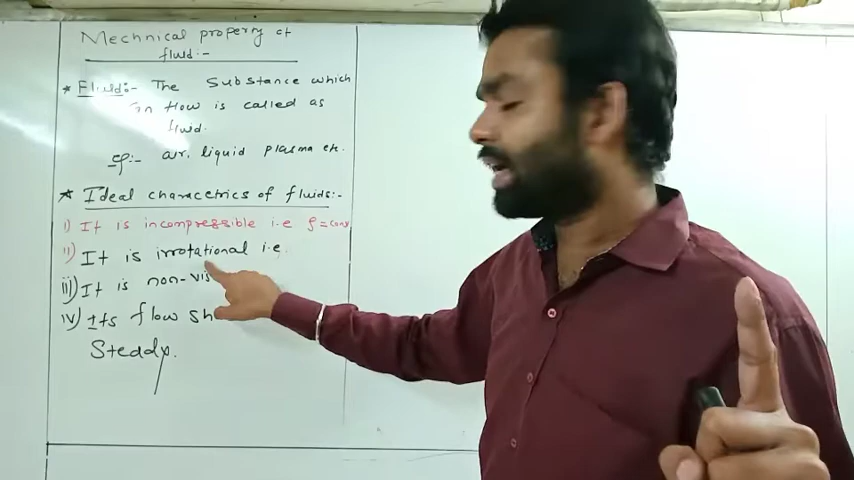 Mechnical property of
fluid:-
* Fluid:- The Substance which
can flow is called as
fluid.
eg:- air, liquid plasma etc.
* Ideal characetrics of fluids:-
i) It is incompressible i.e ρ = cons
ii) It is irrotational i.e
iii) It is non-vis
iv) Its flow sh
Steady.